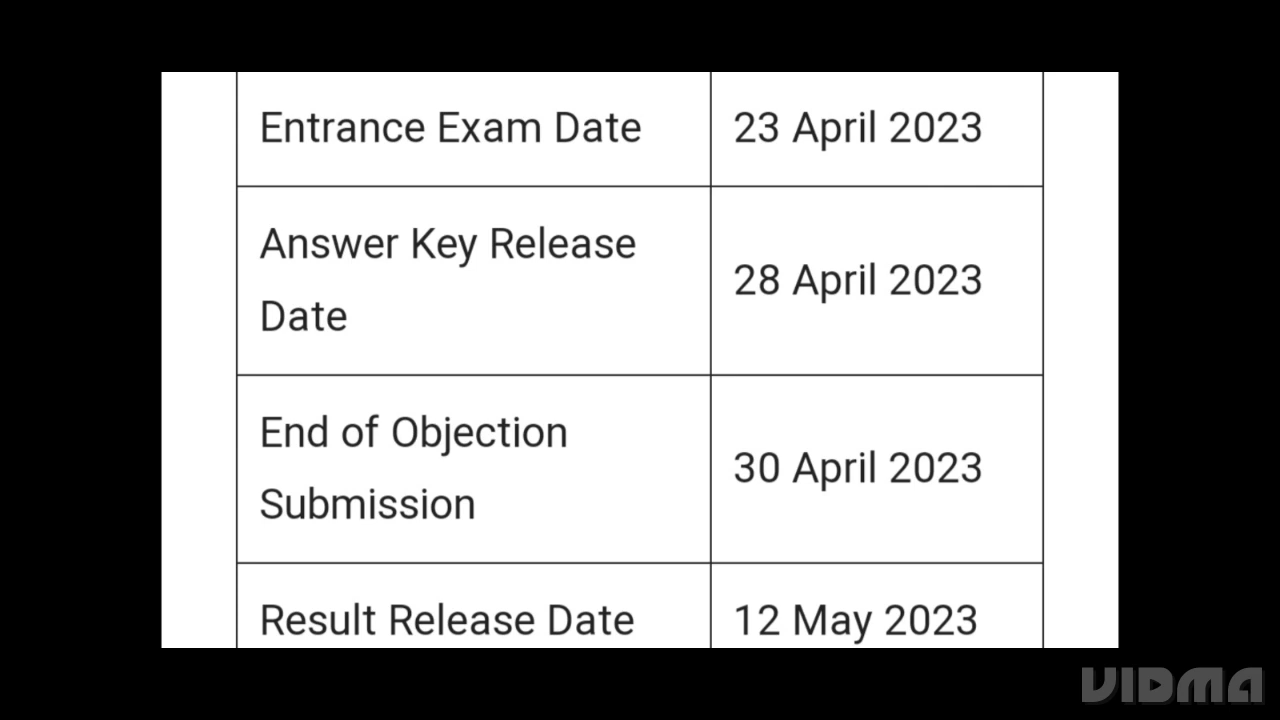 Entrance Exam Date 23 April 2023
Answer Key Release
Date
28 April 2023
End of Objection
Submission
30 April 2023
Result Release Date 12 May 2023
VIDMA